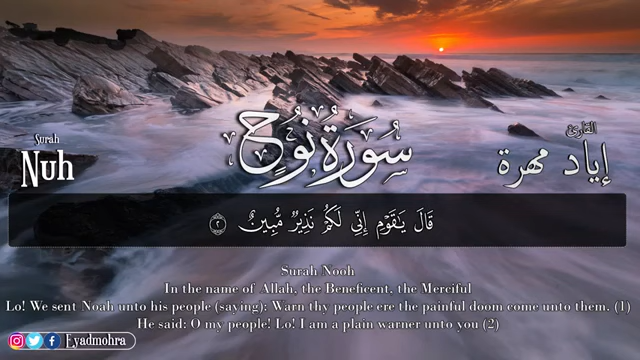 Surah
Nuh
سُورَةُ نُوحٍ
القارئ
إياد مهرة
قَالَ يَـٰقَوْمِ إِنِّى لَكُمْ نَذِيرٌ مُّبِينٌ ٢
Surah Nooh
In the name of Allah, the Beneficent, the Merciful
Lo! We sent Noah unto his people (saying): Warn thy people ere the painful doom come unto them. (1)
He said: O my people! Lo! I am a plain warner unto you (2)
Eyadmohra